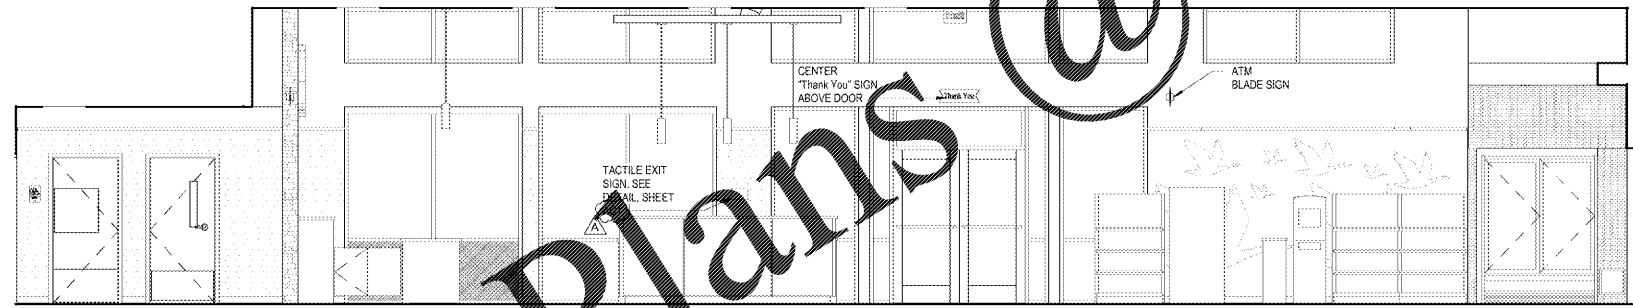 CENTER
"Thank You" SIGN
ABOVE DOOR
Thank You
ATM
BLADE SIGN
TACTILE EXIT
SIGN. SEE
DETAIL, SHEET
A
Plans @